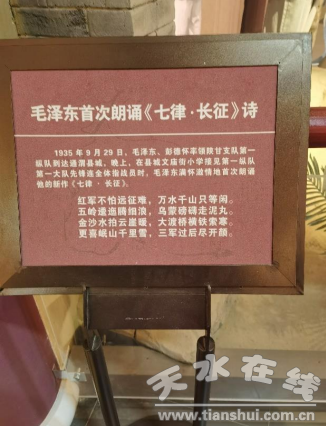 毛泽东首次朗诵《七律·长征》诗
1935 年 9 月 29 日，毛泽东、彭德怀率领陕甘支队第一
纵队到达通渭县城，晚上，在县城文庙街小学接见第一纵队
第一大队先锋连全体指战员时，毛泽东满怀激情地首次朗诵
他的新作《七律·长征》。
红军不怕远征难，万水千山只等闲。
五岭逶迤腾细浪，乌蒙磅礴走泥丸。
金沙水拍云崖暖，大渡桥横铁索寒。
更喜岷山千里雪，三军过后尽开颜。
天水在线
www.tianshui.com.cn